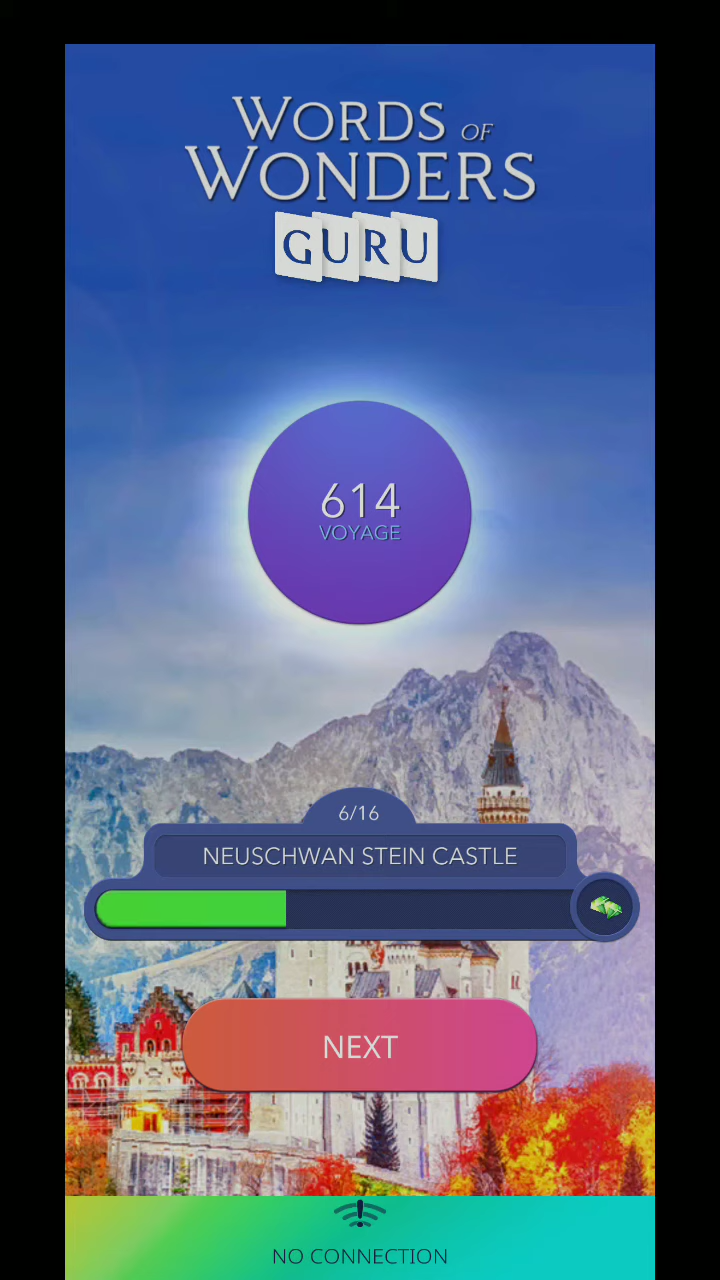 WORDS OF
WONDERS
GURU
614
VOYAGE
6/16
NEUSCHWAN STEIN CASTLE
NEXT
NO CONNECTION